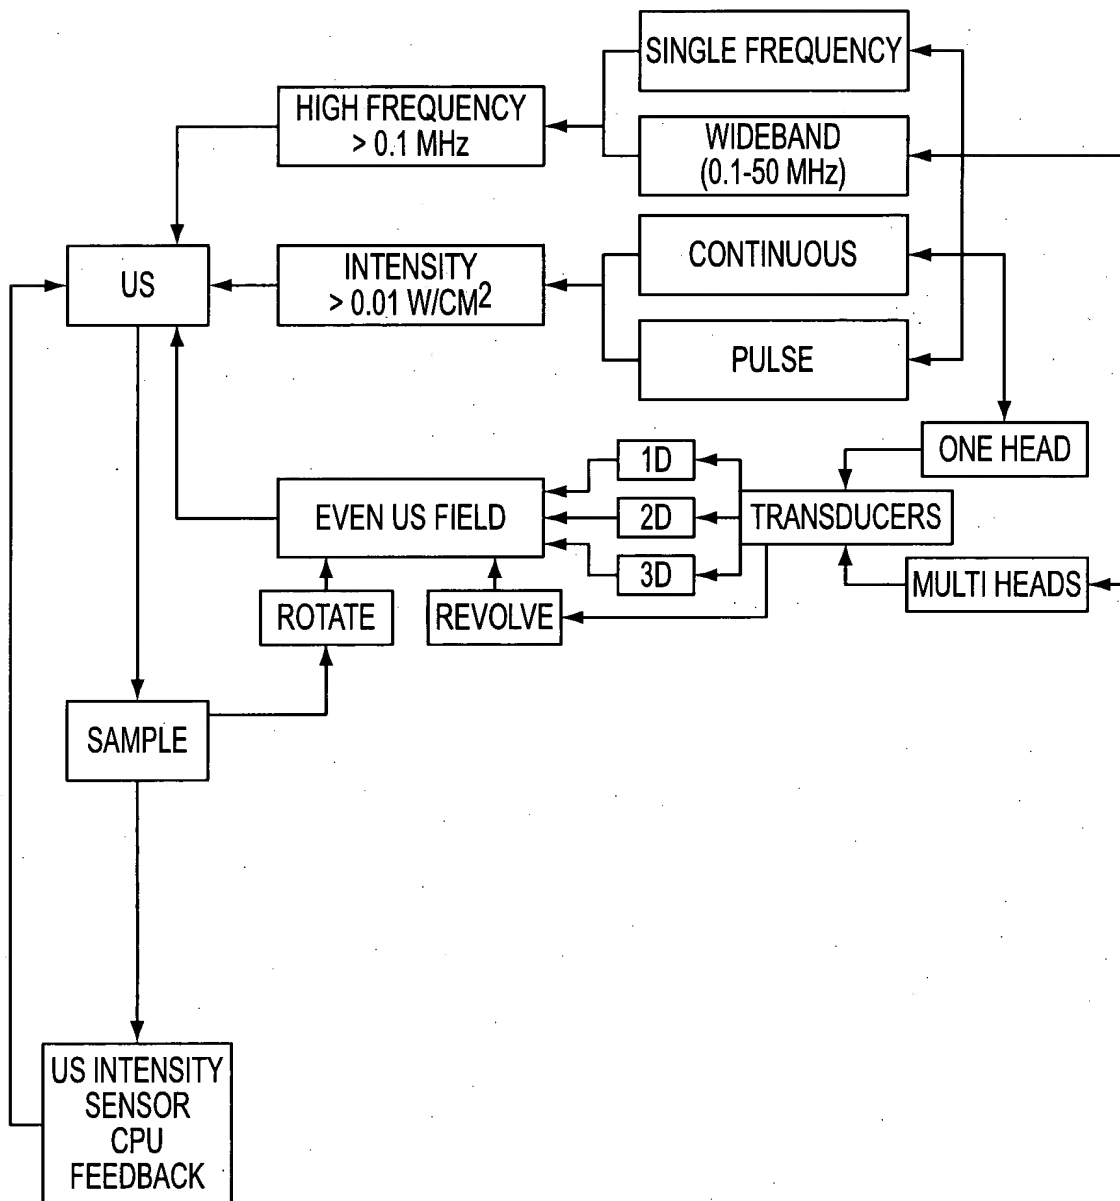 SINGLE FREQUENCY
HIGH FREQUENCY
> 0.1 MHz
WIDEBAND
(0.1-50 MHz)
US
INTENSITY
> 0.01 W/CM2
CONTINUOUS
PULSE
ONE HEAD
1D
EVEN US FIELD
2D
TRANSDUCERS
3D
MULTI HEADS
ROTATE
REVOLVE
SAMPLE
US INTENSITY
SENSOR
CPU
FEEDBACK